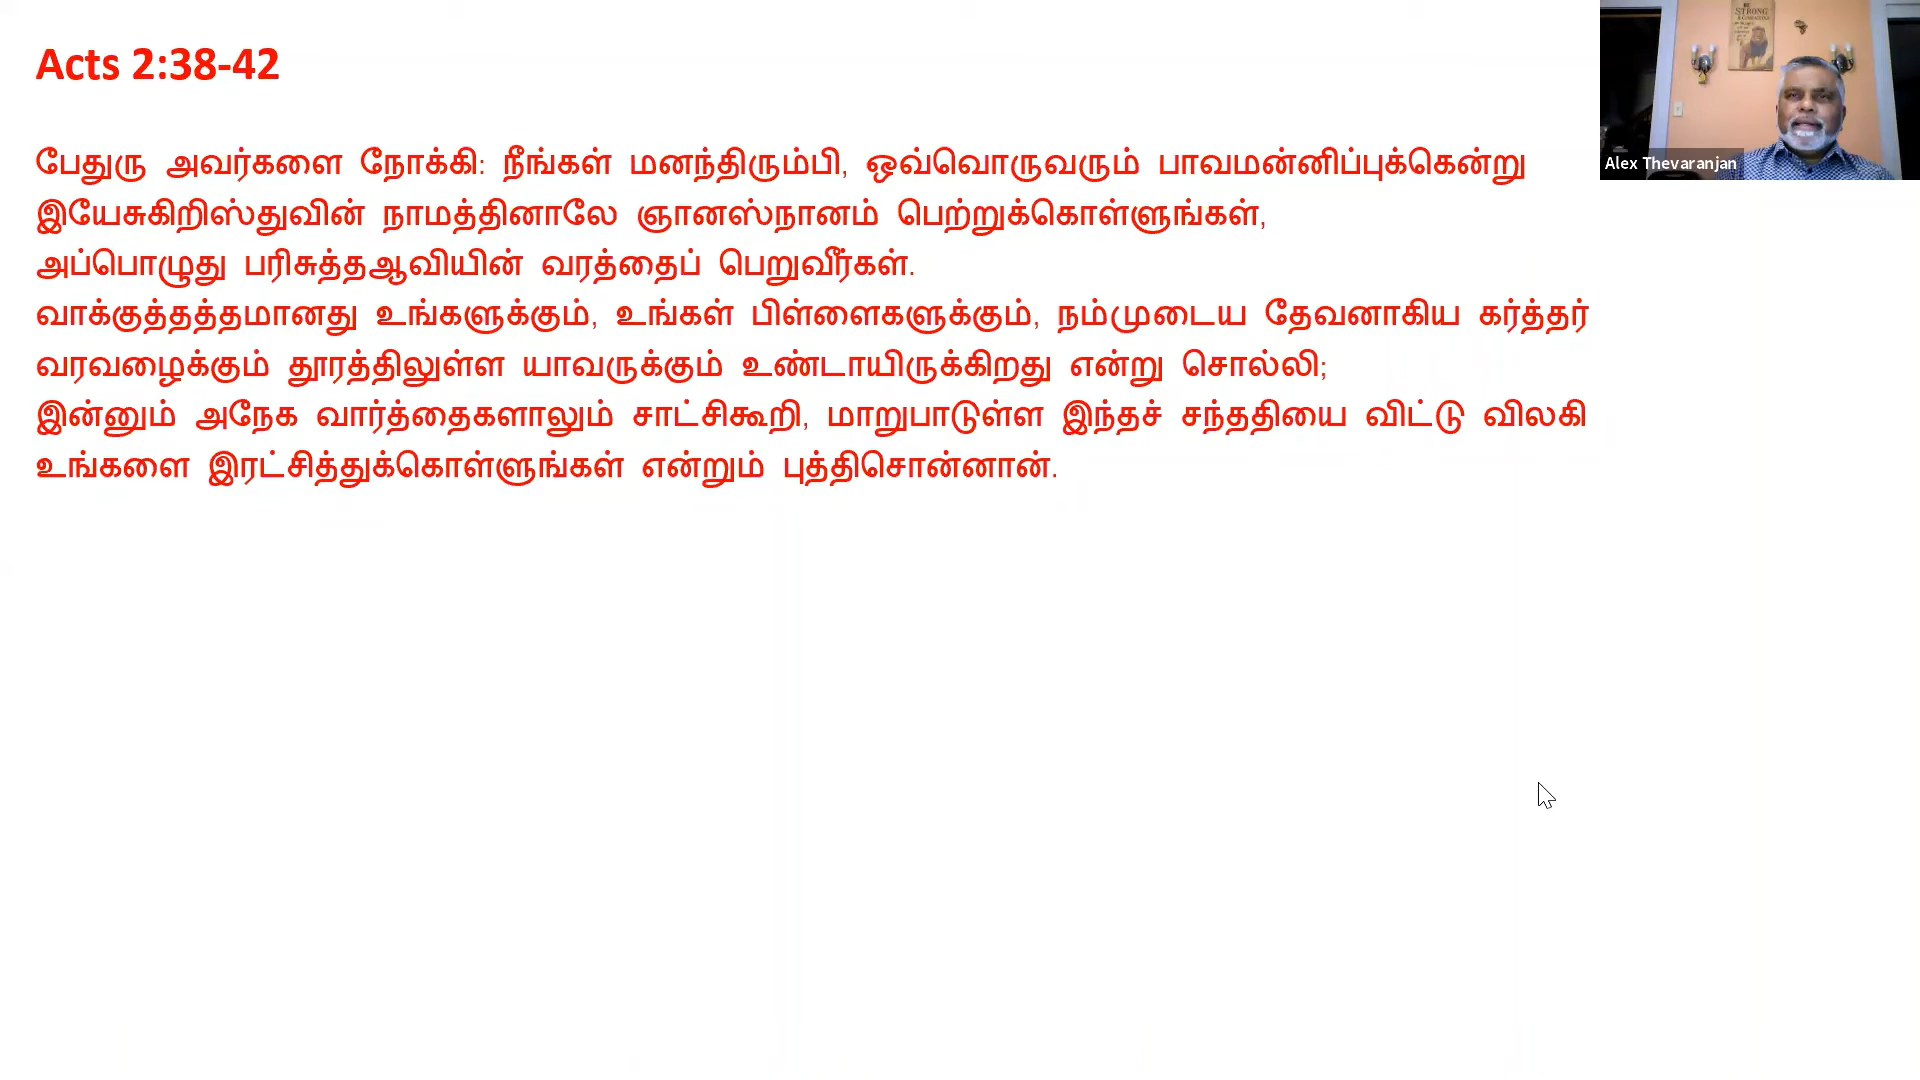 Acts 2:38-42
பேதுரு அவர்களை நோக்கி: நீங்கள் மனந்திரும்பி, ஒவ்வொருவரும் பாவமன்னிப்புக்கென்று
இயேசுகிறிஸ்துவின் நாமத்தினாலே ஞானஸ்நானம் பெற்றுக்கொள்ளுங்கள்,
அப்பொழுது பரிசுத்தஆவியின் வரத்தைப் பெறுவீர்கள்.
வாக்குத்தத்தமானது உங்களுக்கும், உங்கள் பிள்ளைகளுக்கும், நம்முடைய தேவனாகிய கர்த்தர்
வரவழைக்கும் தூரத்திலுள்ள யாவருக்கும் உண்டாயிருக்கிறது என்று சொல்லி;
இன்னும் அநேக வார்த்தைகளாலும் சாட்சிகூறி, மாறுபாடுள்ள இந்தச் சந்ததியை விட்டு விலகி
உங்களை இரட்சித்துக்கொள்ளுங்கள் என்றும் புத்திசொன்னான்.
STRONG
Alex Thevaranjan